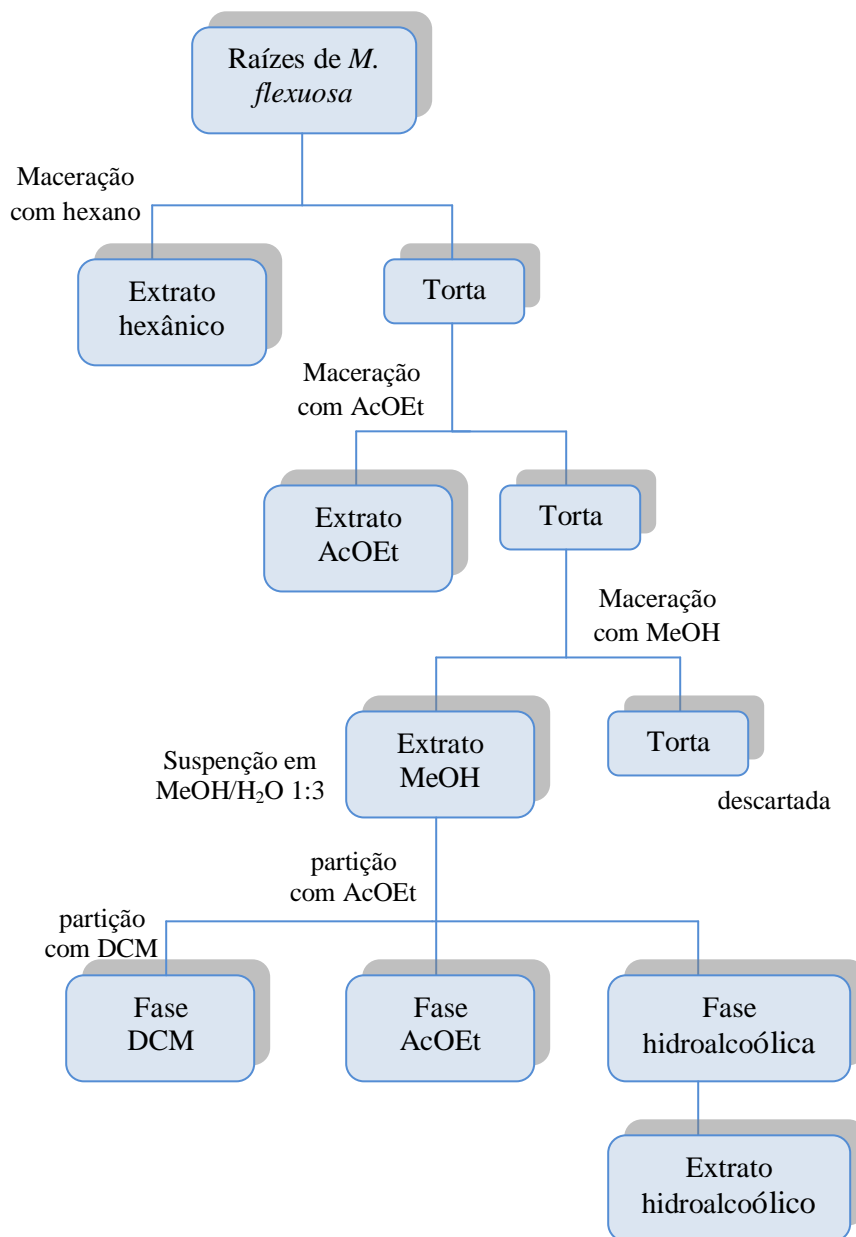 Raízes de M.
flexuosa
Maceração
com hexano
Extrato
hexânico
Torta
Maceração
com AcOEt
Extrato
AcOEt
Torta
Maceração
com MeOH
Extrato
MeOH
Torta
Suspenção em
MeOH/H₂O 1:3
descartada
partição
com AcOEt
partição
com DCM
Fase
DCM
Fase
AcOEt
Fase
hidroalcoólica
Extrato
hidroalcoólico